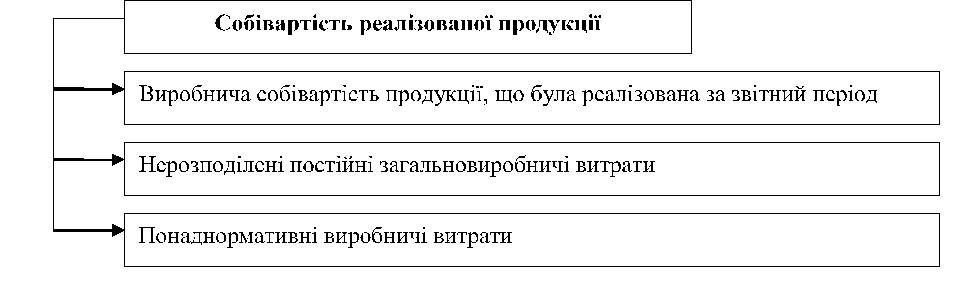 Собівартість реалізованої продукції
Виробнича собівартість продукції, що була реалізована за звітний період
Нерозподілені постійні загальновиробничі витрати
Понаднормативні виробничі витрати